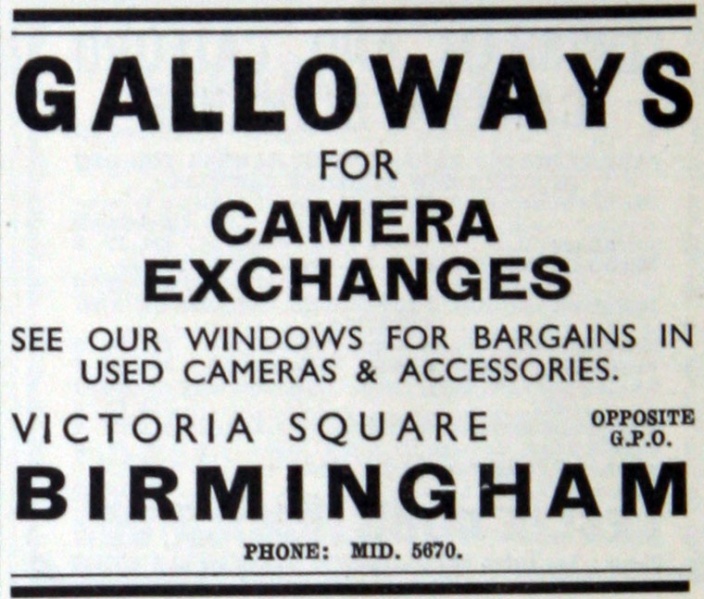 GALLOWAYS
FOR
CAMERA
EXCHANGES
SEE OUR WINDOWS FOR BARGAINS IN
USED CAMERAS & ACCESSORIES.
VICTORIA SQUARE OPPOSITE G.P.O.
BIRMINGHAM
PHONE: MID. 5670.